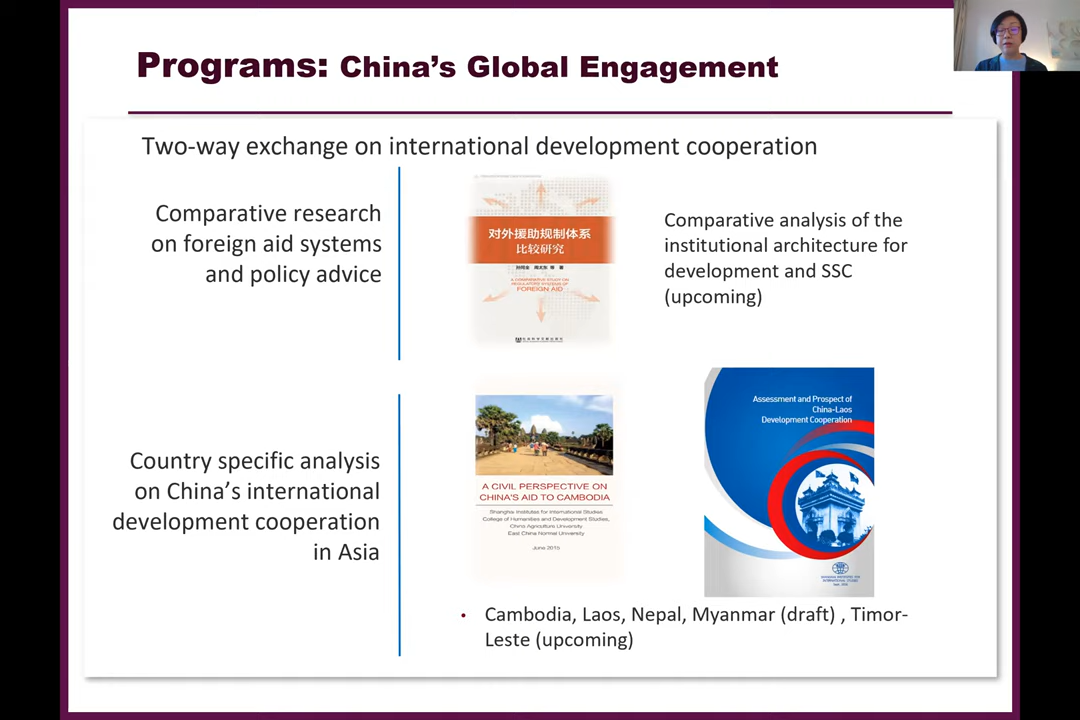 Programs: China's Global Engagement
Two-way exchange on international development cooperation
Comparative research
on foreign aid systems
and policy advice
对外援助规制体系
比较研究
A COMPARATIVE STUDY ON
REGULATORY SYSTEMS OF
FOREIGN AID
Comparative analysis of the
institutional architecture for
development and SSC
(upcoming)
Country specific analysis
on China's international
development cooperation
in Asia
A CIVIL PERSPECTIVE ON
CHINA'S AID TO CAMBODIA
Shanghai Institutes for International Studies
College of Humanities and Development Studies,
China Agriculture University
East China Normal University
June 2015
Assessment and Prospect of
China-Laos
Development Cooperation
SHANGHAI INSTITUTES FOR
INTERNATIONAL STUDIES
• Cambodia, Laos, Nepal, Myanmar (draft) , Timor-
Leste (upcoming)